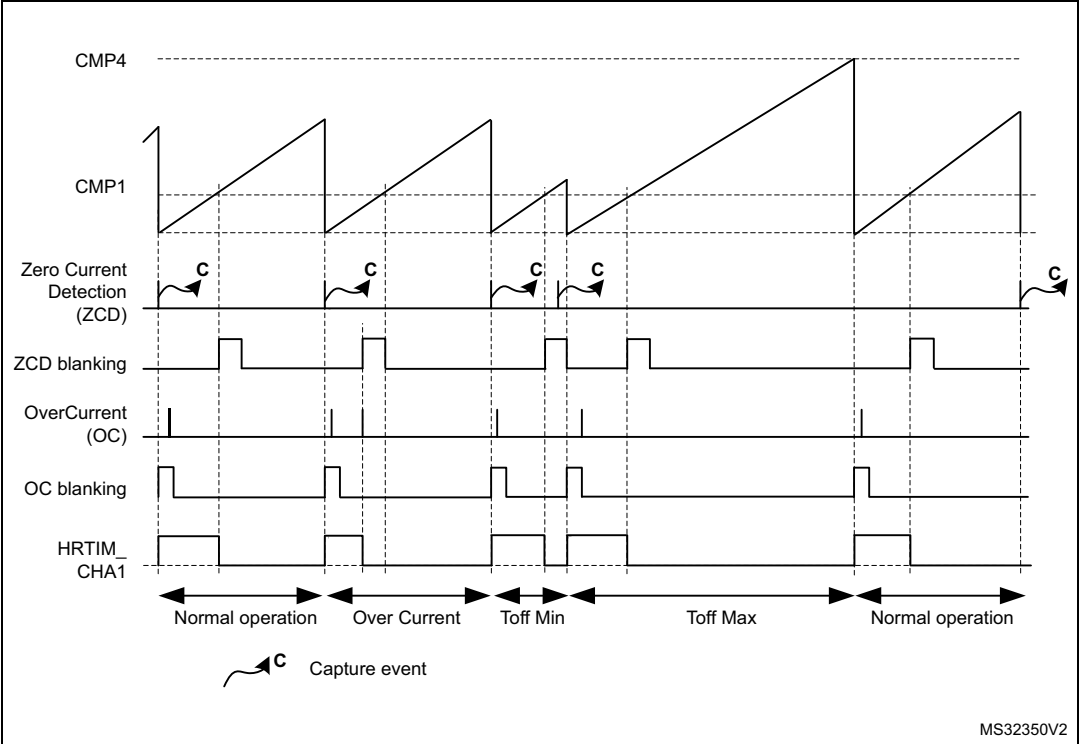 CMP4
CMP1
Zero Current
Detection
(ZCD)
C
C
C
C
C
ZCD blanking
OverCurrent
(OC)
OC blanking
HRTIM_
CHA1
Normal operation
Over Current
Toff Min
Toff Max
Normal operation
C
Capture event
MS32350V2